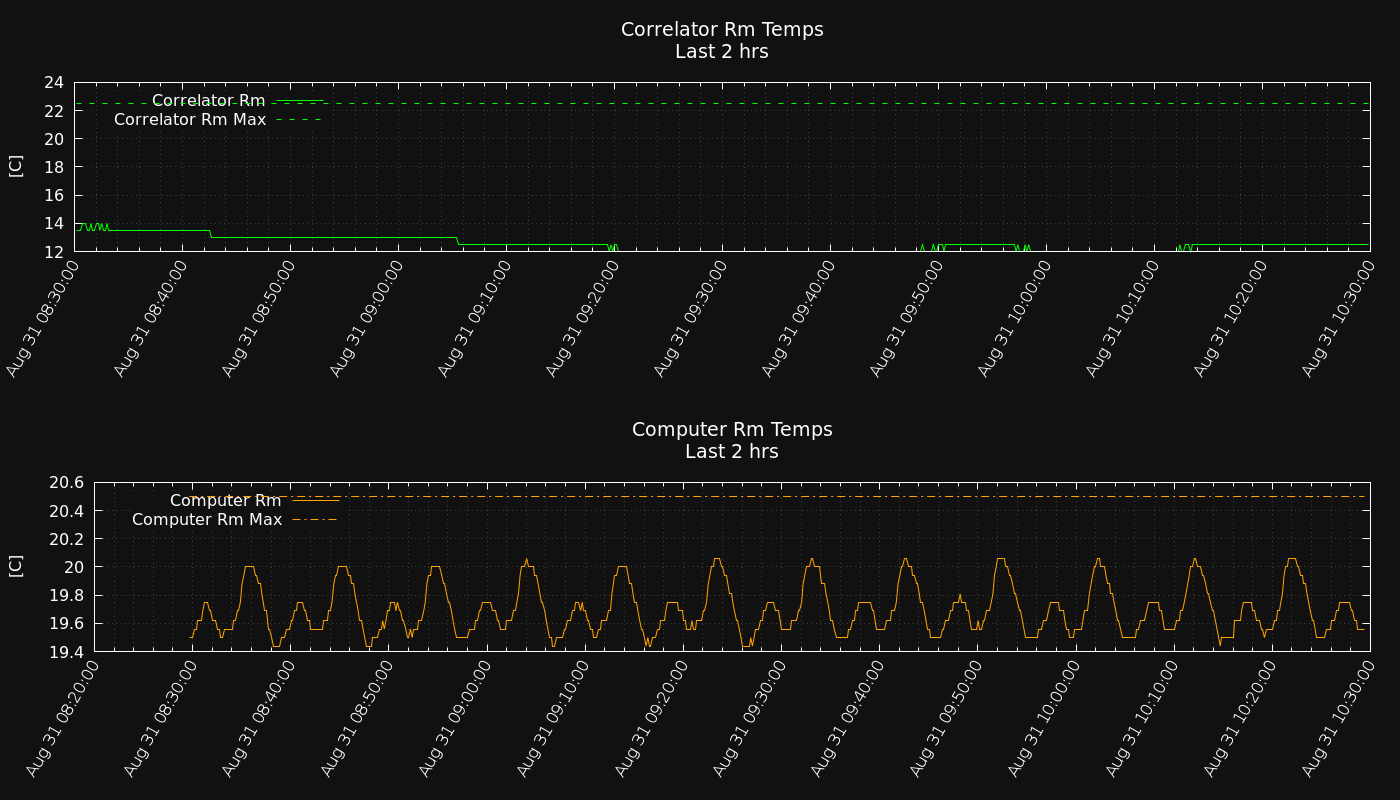 Correlator Rm Temps
Last 2 hrs
24
Correlator Rm
22
Correlator Rm Max
20
[C]
18
16
14
12
Aug 31 08:30:00
Aug 31 08:40:00
Aug 31 08:50:00
Aug 31 09:00:00
Aug 31 09:10:00
Aug 31 09:20:00
Aug 31 09:30:00
Aug 31 09:40:00
Aug 31 09:50:00
Aug 31 10:00:00
Aug 31 10:10:00
Aug 31 10:20:00
Aug 31 10:30:00
Computer Rm Temps
Last 2 hrs
20.6
Computer Rm
20.4
Computer Rm Max
20.2
[C]
20
19.8
19.6
19.4
Aug 31 08:20:00
Aug 31 08:30:00
Aug 31 08:40:00
Aug 31 08:50:00
Aug 31 09:00:00
Aug 31 09:10:00
Aug 31 09:20:00
Aug 31 09:30:00
Aug 31 09:40:00
Aug 31 09:50:00
Aug 31 10:00:00
Aug 31 10:10:00
Aug 31 10:20:00
Aug 31 10:30:00